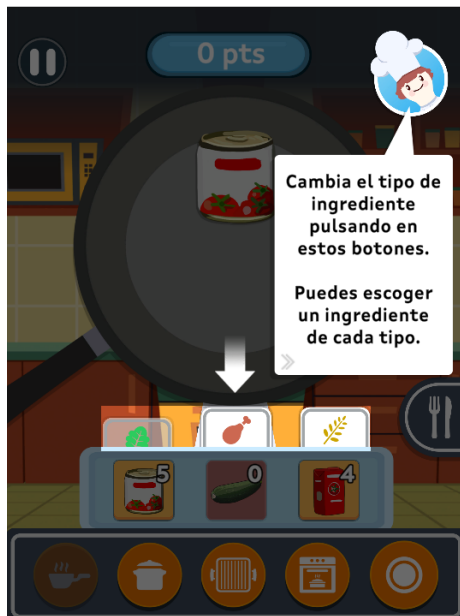 0 pts
Cambia el tipo de
ingrediente
pulsando en
estos botones.
Puedes escoger
un ingrediente
de cada tipo.
5
0
4